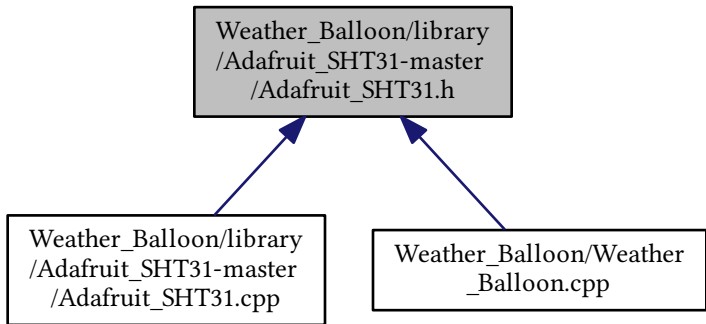 Weather_Balloon/library
/Adafruit_SHT31-master
/Adafruit_SHT31.h
Weather_Balloon/library
/Adafruit_SHT31-master
/Adafruit_SHT31.cpp
Weather_Balloon/Weather
_Balloon.cpp